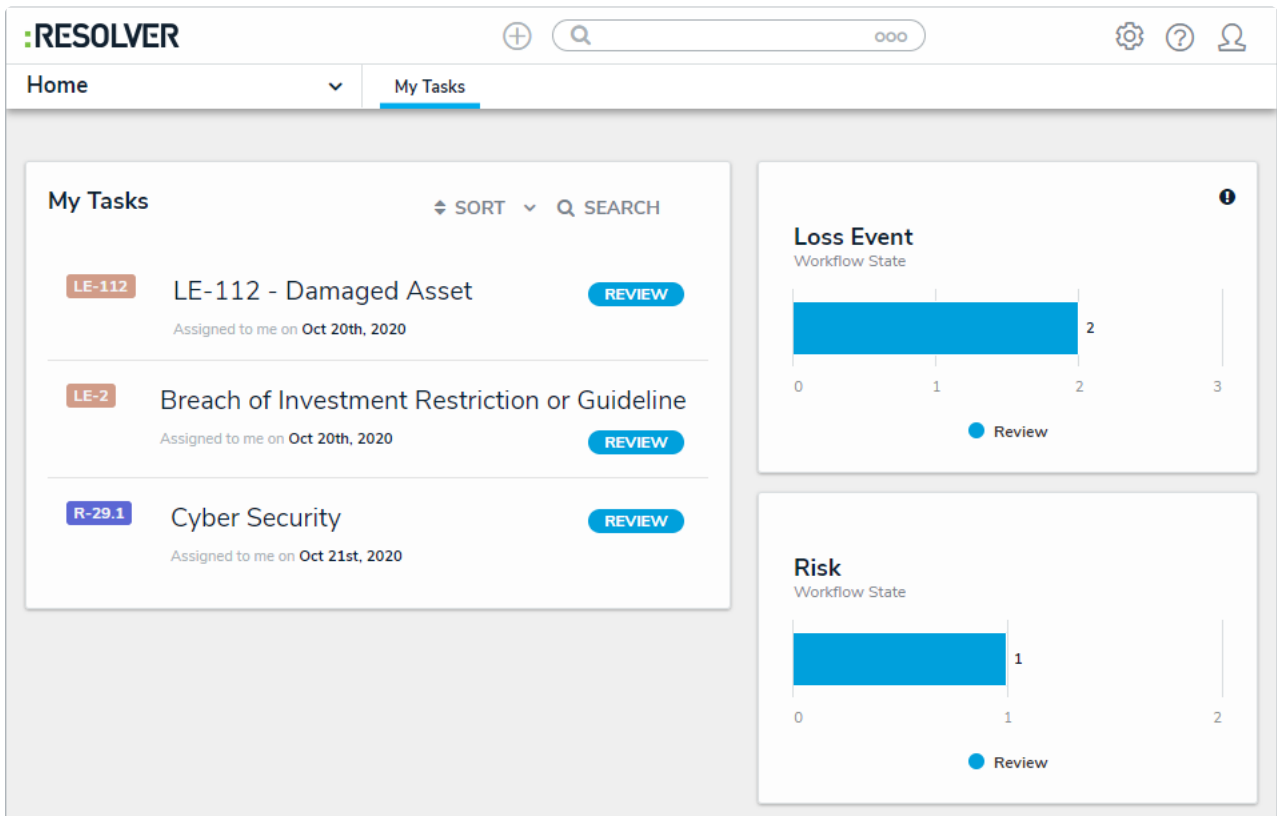 :RESOLVER
ooo
?
Home
My Tasks
My Tasks
SORT
SEARCH
LE-112
LE-112 - Damaged Asset
REVIEW
Assigned to me on Oct 20th, 2020
LE-2
Breach of Investment Restriction or Guideline
Assigned to me on Oct 20th, 2020
REVIEW
R-29.1
Cyber Security
REVIEW
Assigned to me on Oct 21st, 2020
Loss Event
Workflow State
2
0 1 2 3
Review
Risk
Workflow State
1
0 1 2
Review